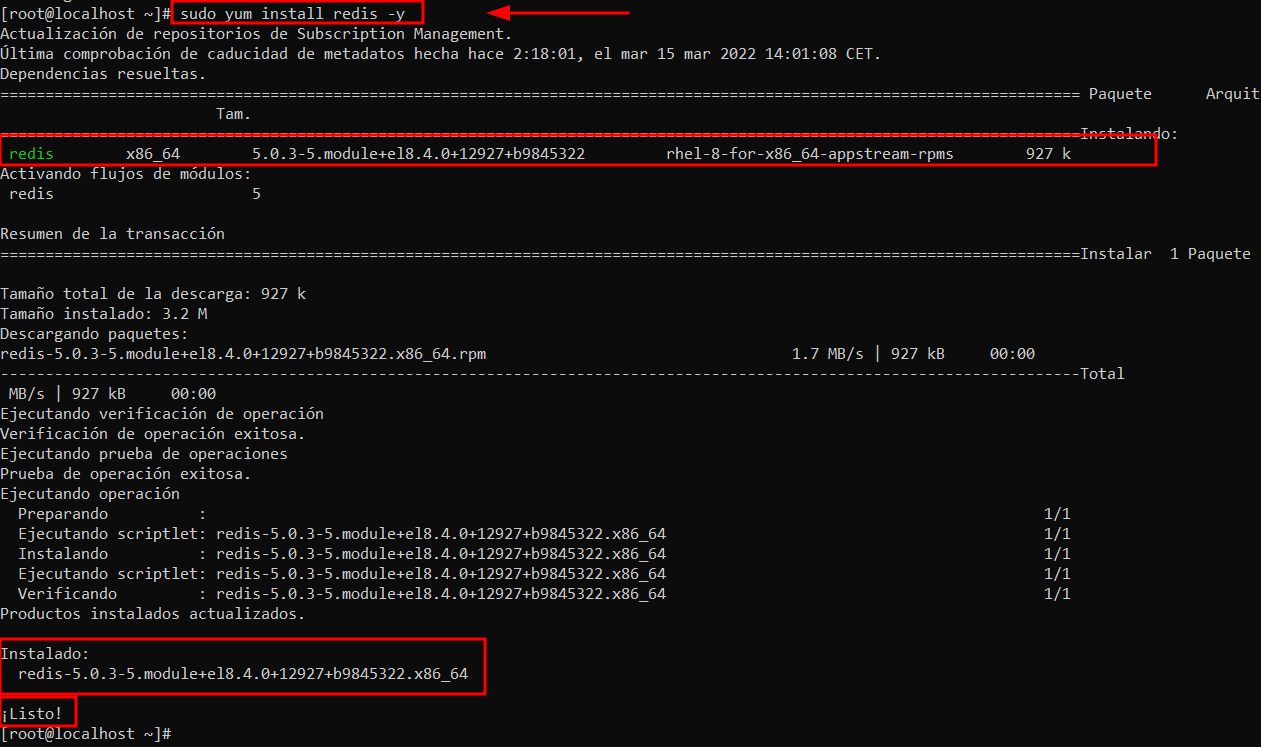 [root@localhost ~]# sudo yum install redis -y
Actualización de repositorios de Subscription Management.
Última comprobación de caducidad de metadatos hecha hace 2:18:01, el mar 15 mar 2022 14:01:08 CET.
Dependencias resueltas.
======================================================================================================================== Paquete      Arquit
                        Tam.
========================================================================================================================Instalando:
 redis        x86_64        5.0.3-5.module+el8.4.0+12927+b9845322         rhel-8-for-x86_64-appstream-rpms        927 k
Activando flujos de módulos:
 redis                      5

Resumen de la transacción
========================================================================================================================Instalar  1 Paquete

Tamaño total de la descarga: 927 k
Tamaño instalado: 3.2 M
Descargando paquetes:
redis-5.0.3-5.module+el8.4.0+12927+b9845322.x86_64.rpm                                  1.7 MB/s | 927 kB     00:00
------------------------------------------------------------------------------------------------------------------------Total
 MB/s | 927 kB     00:00
Ejecutando verificación de operación
Verificación de operación exitosa.
Ejecutando prueba de operaciones
Prueba de operación exitosa.
Ejecutando operación
  Preparando          :                                                                                             1/1
  Ejecutando scriptlet: redis-5.0.3-5.module+el8.4.0+12927+b9845322.x86_64                                          1/1
  Instalando          : redis-5.0.3-5.module+el8.4.0+12927+b9845322.x86_64                                          1/1
  Ejecutando scriptlet: redis-5.0.3-5.module+el8.4.0+12927+b9845322.x86_64                                          1/1
  Verificando         : redis-5.0.3-5.module+el8.4.0+12927+b9845322.x86_64                                          1/1
Productos instalados actualizados.

Instalado:
  redis-5.0.3-5.module+el8.4.0+12927+b9845322.x86_64

¡Listo!
[root@localhost ~]#